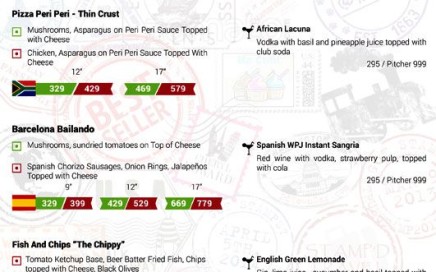 Pizza Peri Peri - Thin Crust
Mushrooms, Asparagus on Peri Peri Sauce Topped
with Cheese
Chicken, Asparagus on Peri Peri Sauce Topped With
Cheese
12" 17"
329 429 469 579
African Lacuna
Vodka with basil and pineapple juice topped with
club soda
295 / Pitcher 999
Barcelona Bailando
Mushrooms, sundried tomatoes on Top of Cheese
Spanish Chorizo Sausages, Onion Rings, Jalapeños
Topped with Cheese
9" 12" 17"
329 399 429 529 669 779
Spanish WPJ Instant Sangria
Red wine with vodka, strawberry pulp, topped
with cola
295 / Pitcher 999
Fish And Chips "The Chippy"
Tomato Ketchup Base, Beer Batter Fried Fish, Chips
topped with Cheese, Black Olives
English Green Lemonade